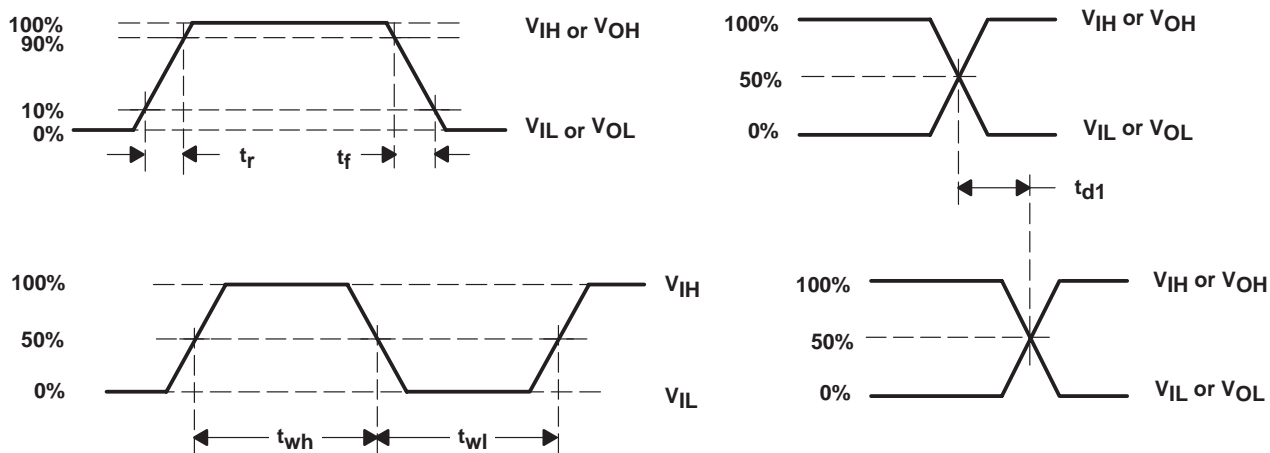 100%
90%
10%
0%
VIH or VOH
VIL or VOL
tr
tf
100%
50%
0%
VIH or VOH
VIL or VOL
td1
100%
50%
0%
VIH
VIL
twh
twl
100%
50%
0%
VIH or VOH
VIL or VOL